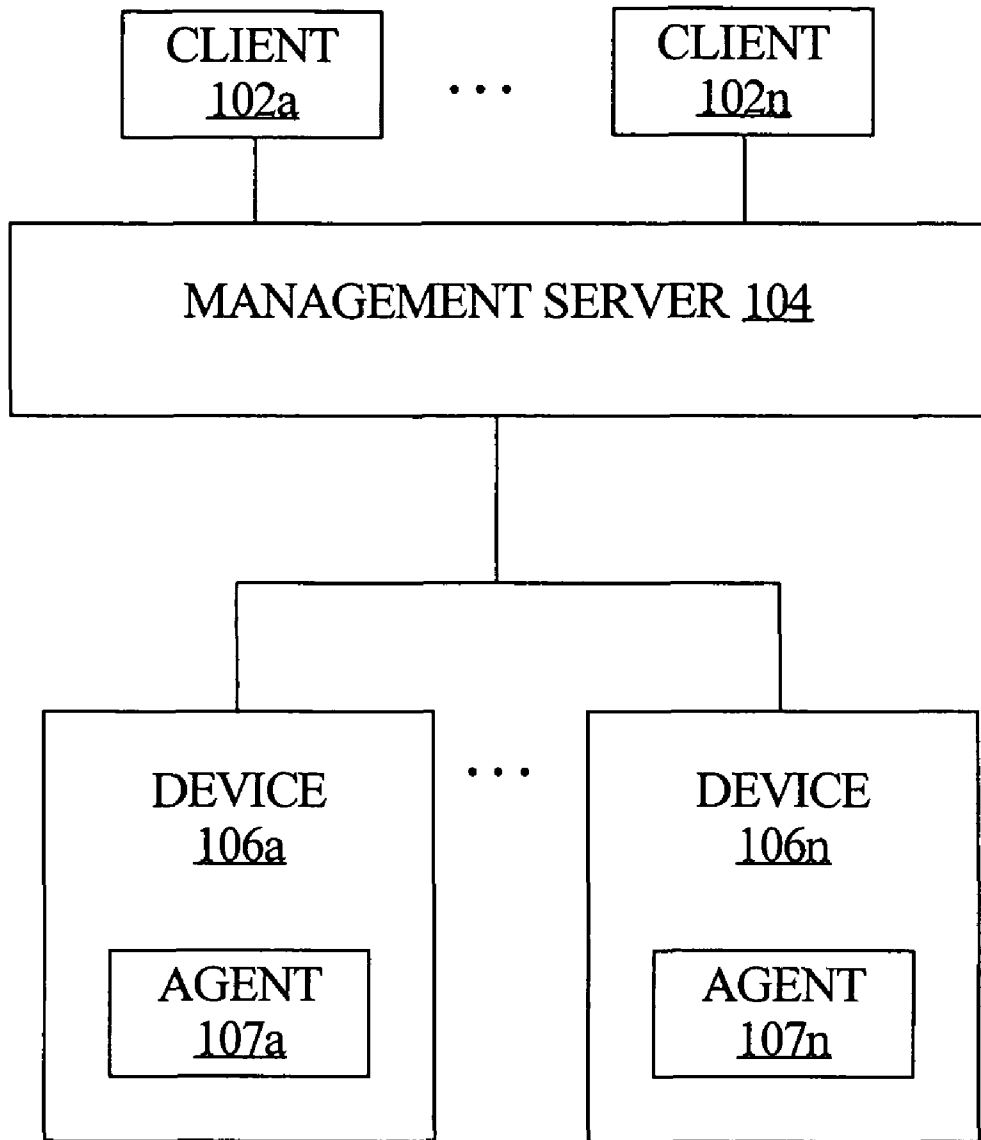 CLIENT
102a
...
CLIENT
102n
MANAGEMENT SERVER 104
DEVICE
106a
...
DEVICE
106n
AGENT
107a
AGENT
107n